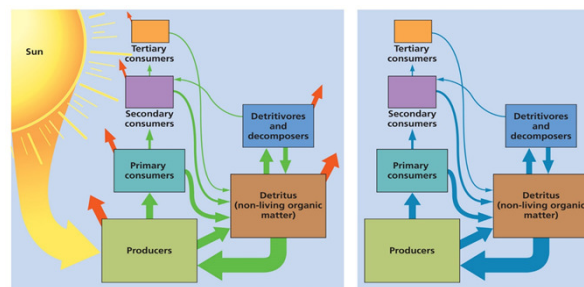 Sun
Tertiary
consumers
Secondary
consumers
Detritivores
and
decomposers
Primary
consumers
Detritus
(non-living organic
matter)
Producers
Tertiary
consumers
Secondary
consumers
Detritivores
and
decomposers
Primary
consumers
Detritus
(non-living organic
matter)
Producers